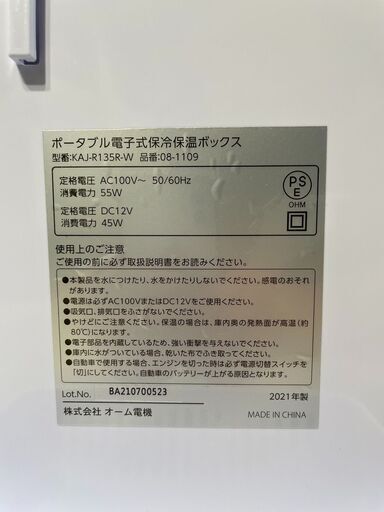 ポータブル電子式保冷保温ボックス
型番:KAJ-R135R-W 品番:08-1109
定格電圧 AC100V～ 50/60Hz
消費電力 55W
定格電圧 DC12V
消費電力 45W
PS
E
OHM
使用上のご注意
ご使用の前に必ず取扱説明書をお読みください。
●本製品を水につけたり、水をかけたりしないでください。感電のおそれ
があります。
●電源は必ずAC100VまたはDC12Vをご使用ください。
●吸気口、排気口をふさがないでください。
●やけどにご注意ください。保温の場合は、庫内奥の発熱面が高温(約
80℃)になります。
●電子部品を内蔵しているため、強い衝撃を与えないでください。
●庫内に水がついている場合、乾いた布でふき取ってください。
●自動車で使用する場合、エンジンを切った時は必ず電源切替スイッチを
「切」にしてください。自動車のバッテリーが上がる原因となります。
Lot.No. BA210700523 2021年製
株式会社 オーム電機 MADE IN CHINA